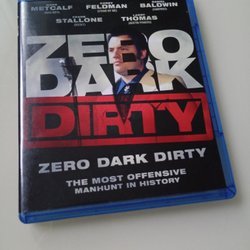 METCALF
FELDMAN
BALDWIN
STALLONE
THOMAS
ZERO
DARK
DIRTY
ZERO DARK DIRTY
THE MOST OFFENSIVE
MANHUNT IN HISTORY